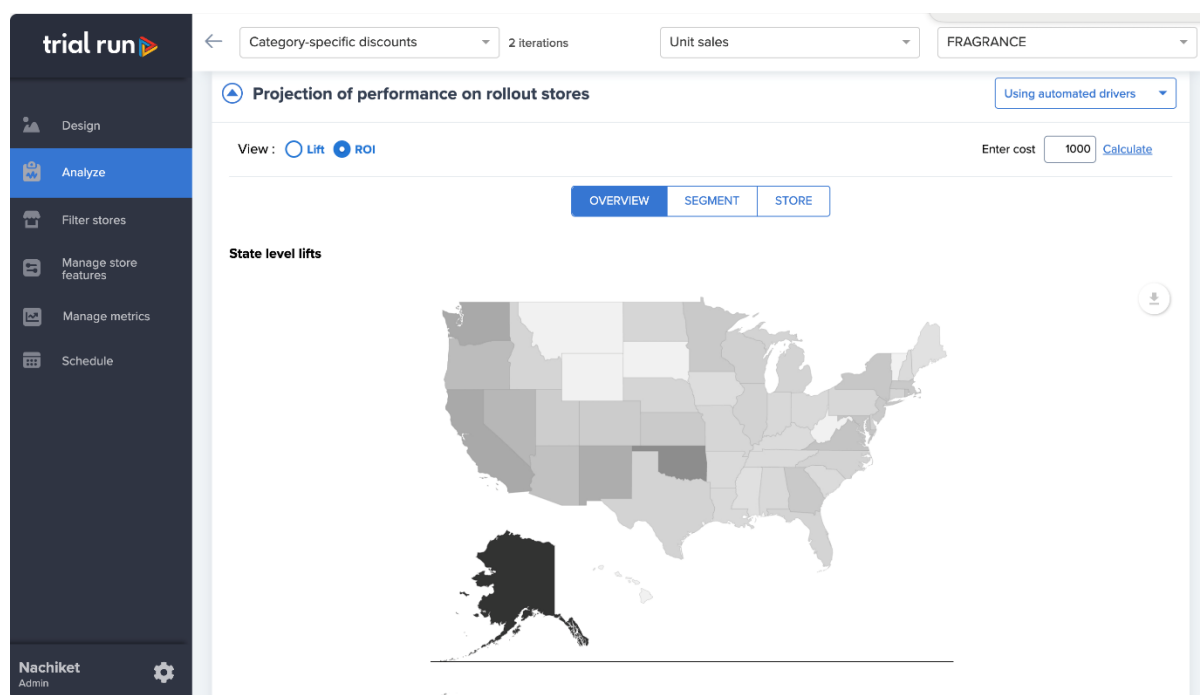 trial run
Category-specific discounts
2 iterations
Unit sales
FRAGRANCE
Projection of performance on rollout stores
Using automated drivers
View :
Lift
ROI
Enter cost
1000
Calculate
OVERVIEW
SEGMENT
STORE
State level lifts
Design
Analyze
Filter stores
Manage store
features
Manage metrics
Schedule
Nachiket
Admin